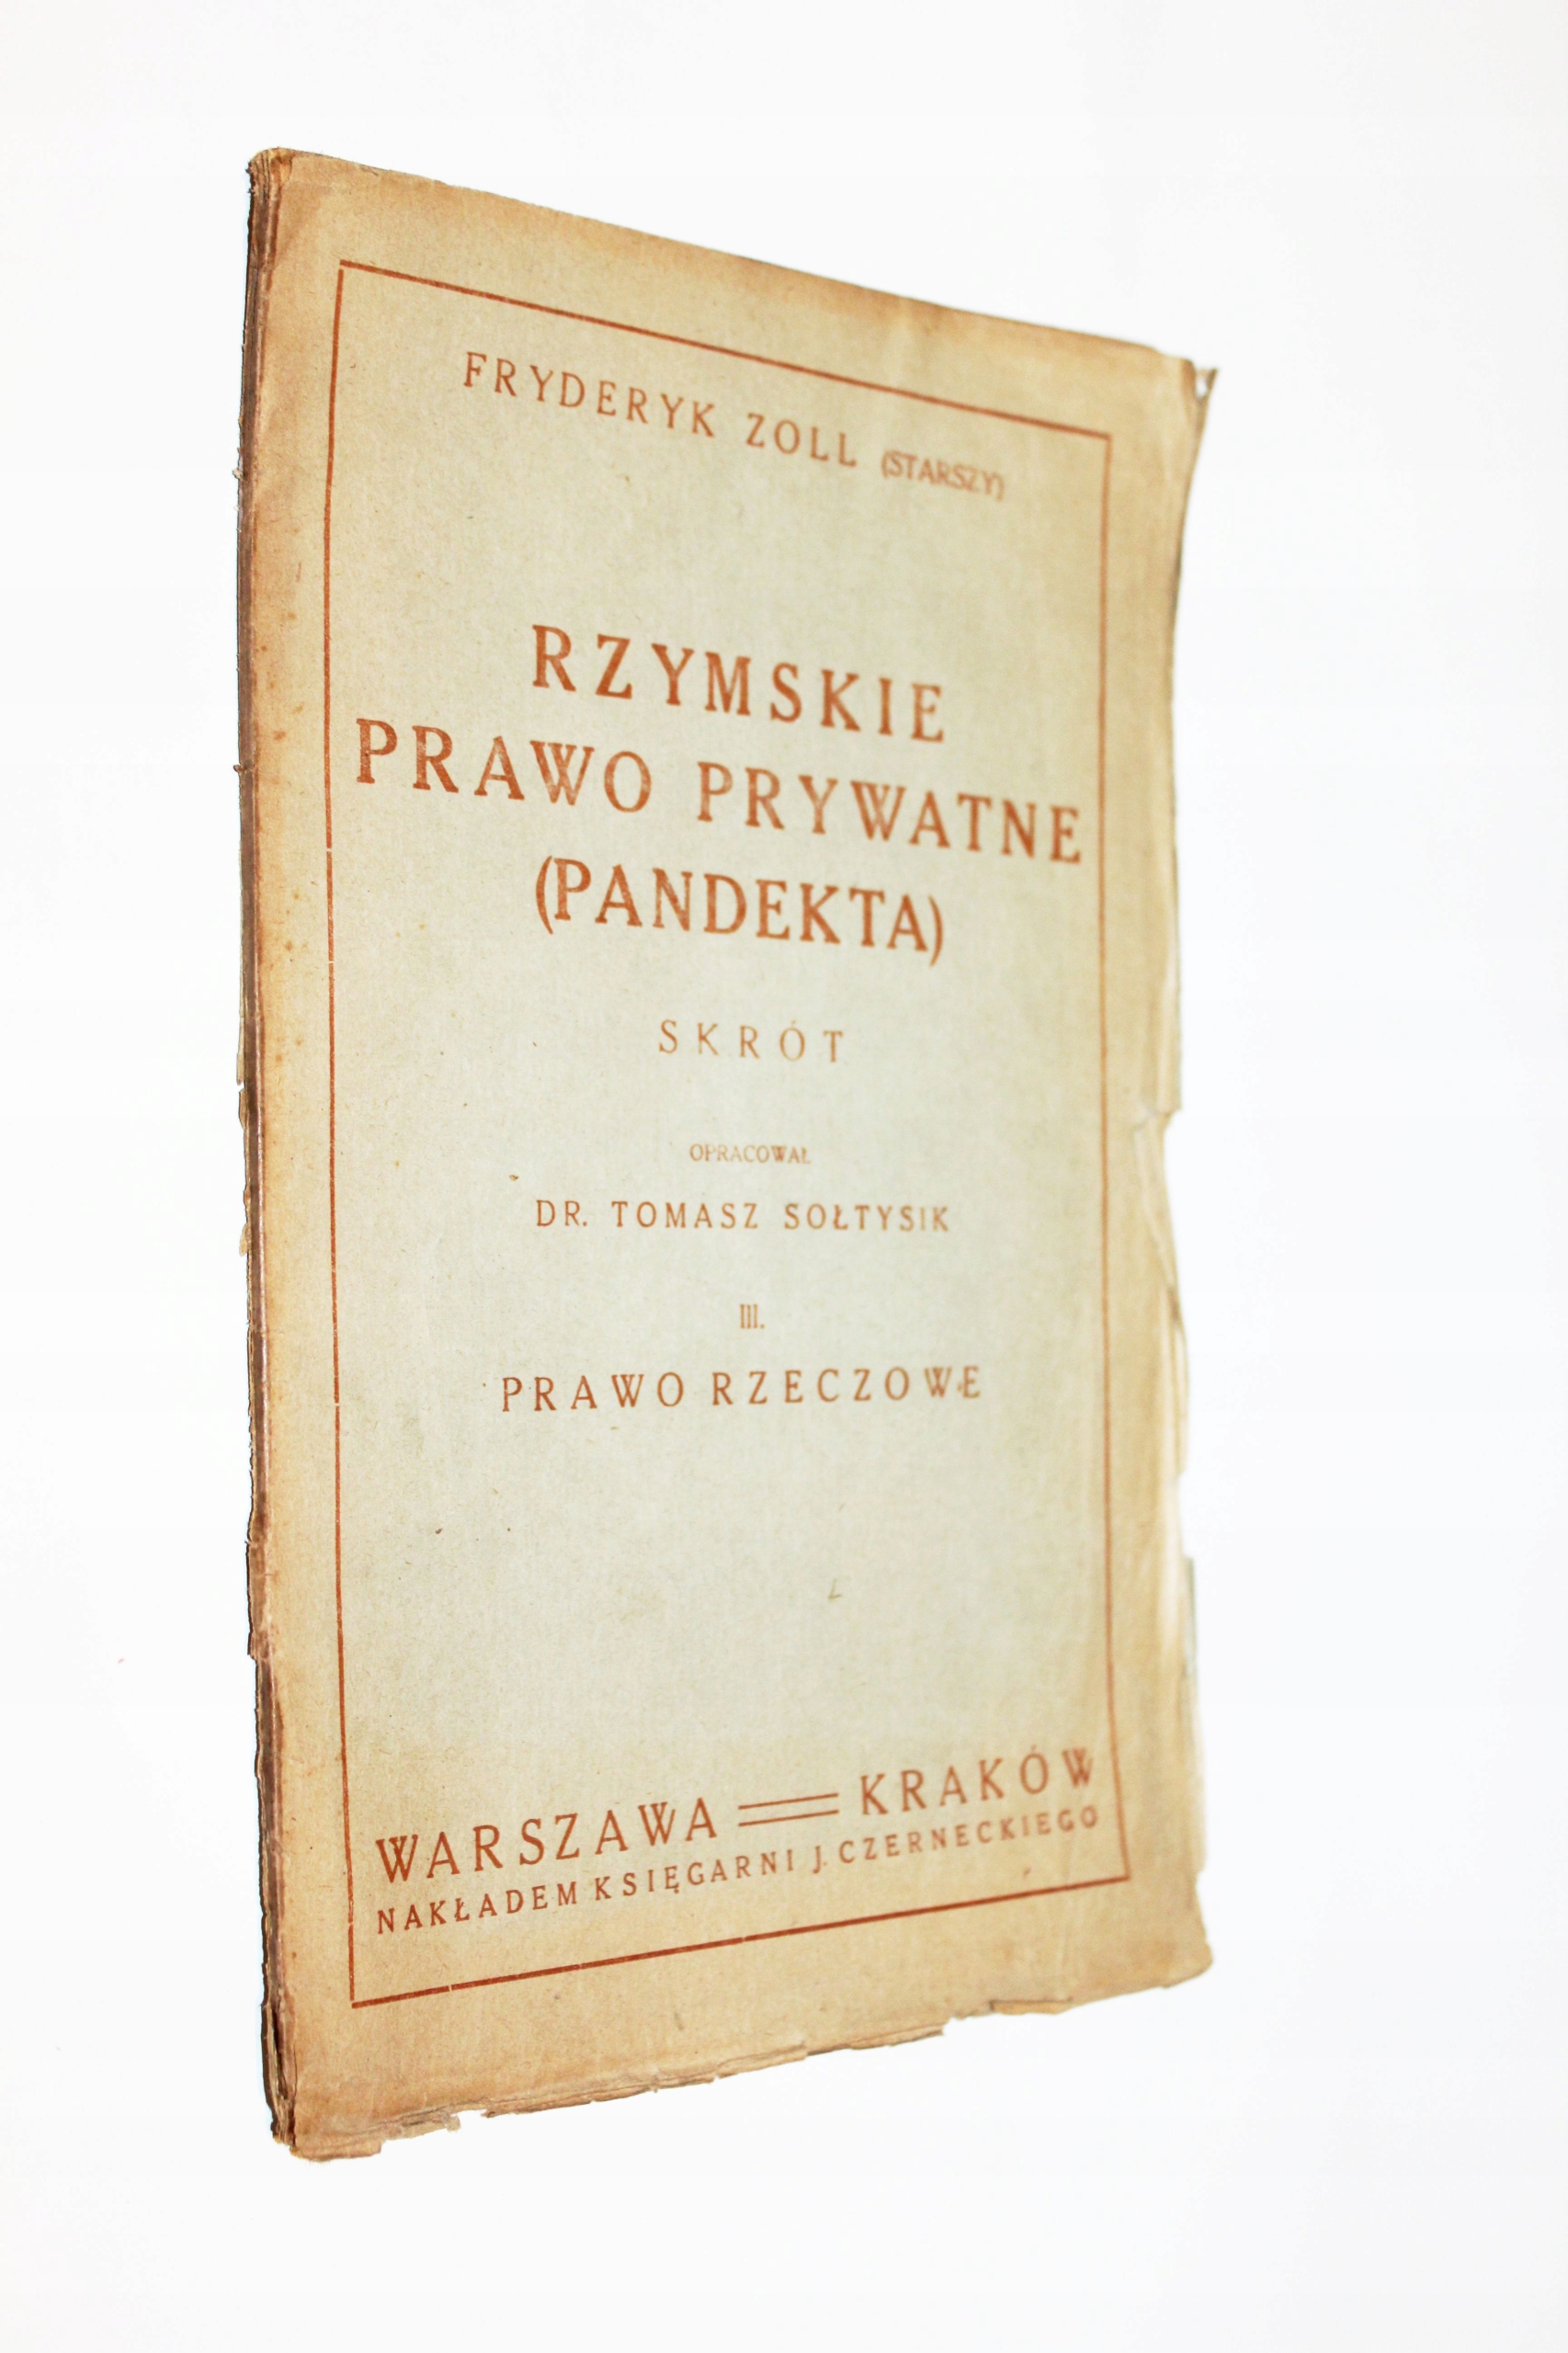 FRYDERYK ZOLL (STARSZY)
RZYMSKIE
PRAWO PRYWATNE
(PANDEKTA)
SKRÓT
OPRACOWAŁ
DR. TOMASZ SOŁTYSIK
III.
PRAWO RZECZOWE
WARSZAWA = KRAKÓW
NAKŁADEM KSIĘGARNI J. CZERNECKIEGO